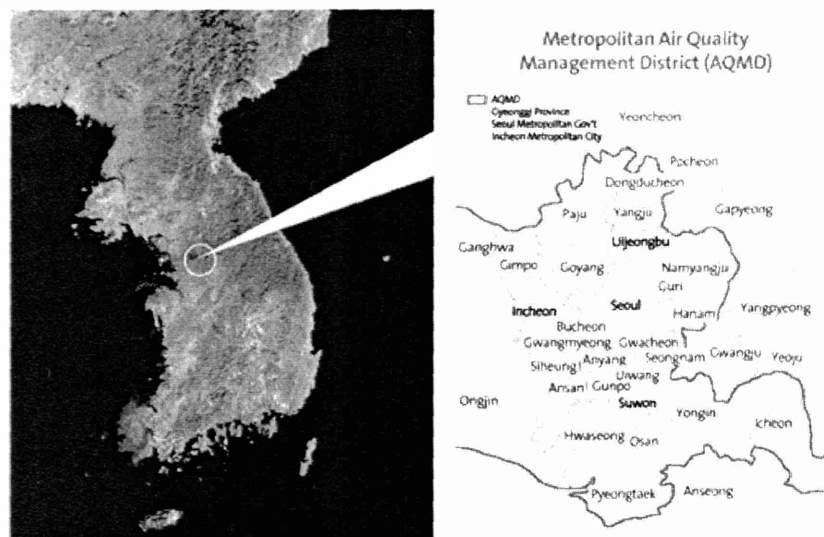 Metropolitan Air Quality
Management District (AQMD)
AQMD
Gyeonggi Province
Seoul Metropolitan Gov't
Incheon Metropolitan City
Yeoncheon
Pocheon
Dongducheon
Paju
Yangju
Gapyeong
Uijeongbu
Ganghwa
Gimpo
Goyang
Namyangju
Guri
Incheon
Seoul
Hanam
Yangpyeong
Bucheon
Gwangmyeong
Gwacheon
Siheung
Anyang
Seongnam
Gwangju
Yeoju
Uiwang
Ansan
Gunpo
Ongjin
Suwon
Yongin
Icheon
Hwaseong
Osan
Pyeongtaek
Anseong